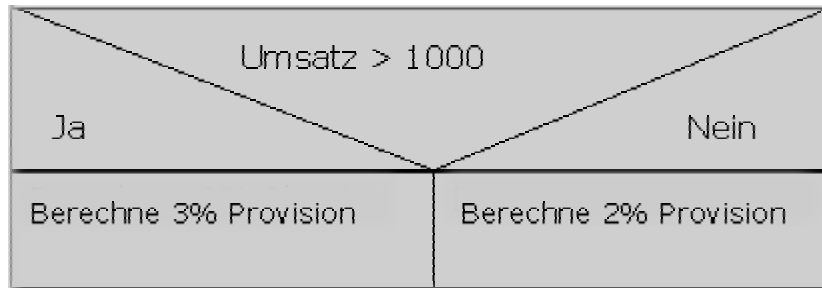 Umsatz > 1000
Ja
Nein
Berechne 3% Provision
Berechne 2% Provision